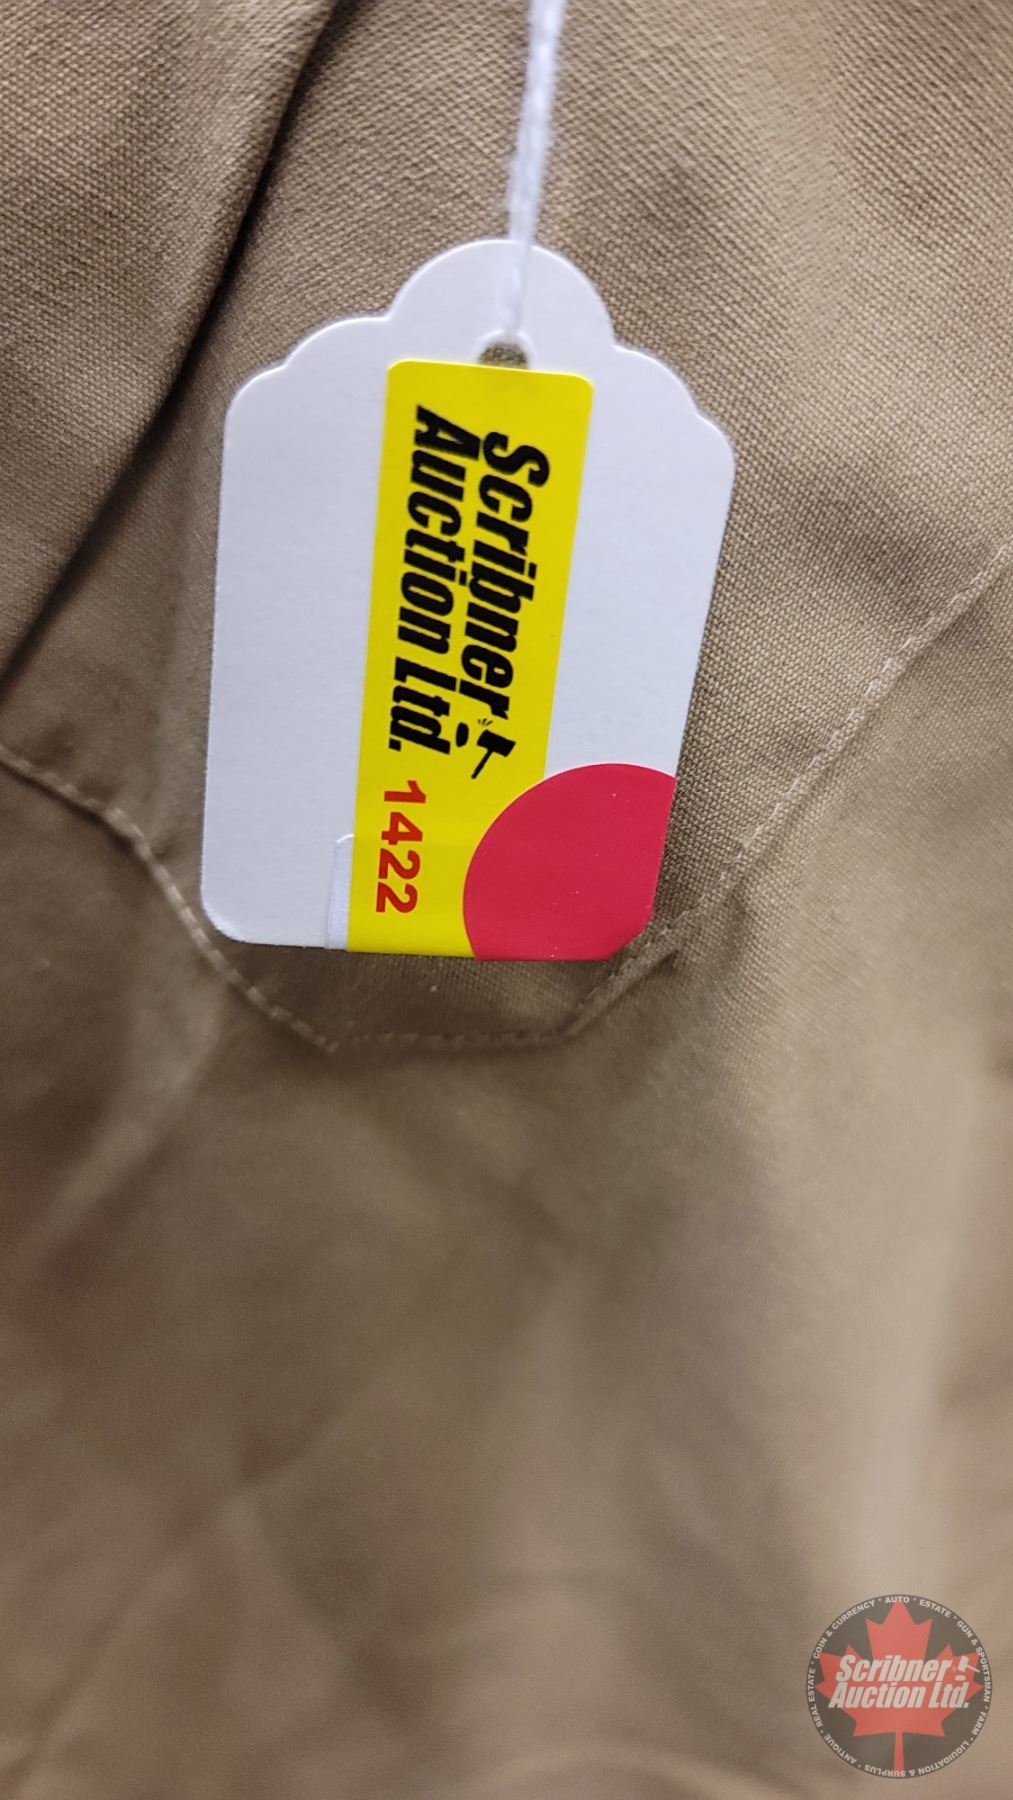 Scribner
Auction Ltd. 1422
COIN & CURRENCY · AUTO · ESTATE · GUN & SPORTSMAN · FARM · LIQUIDATION & SURPLUS · ANTIQUE · REAL ESTATE ·
Scribner
Auction Ltd.